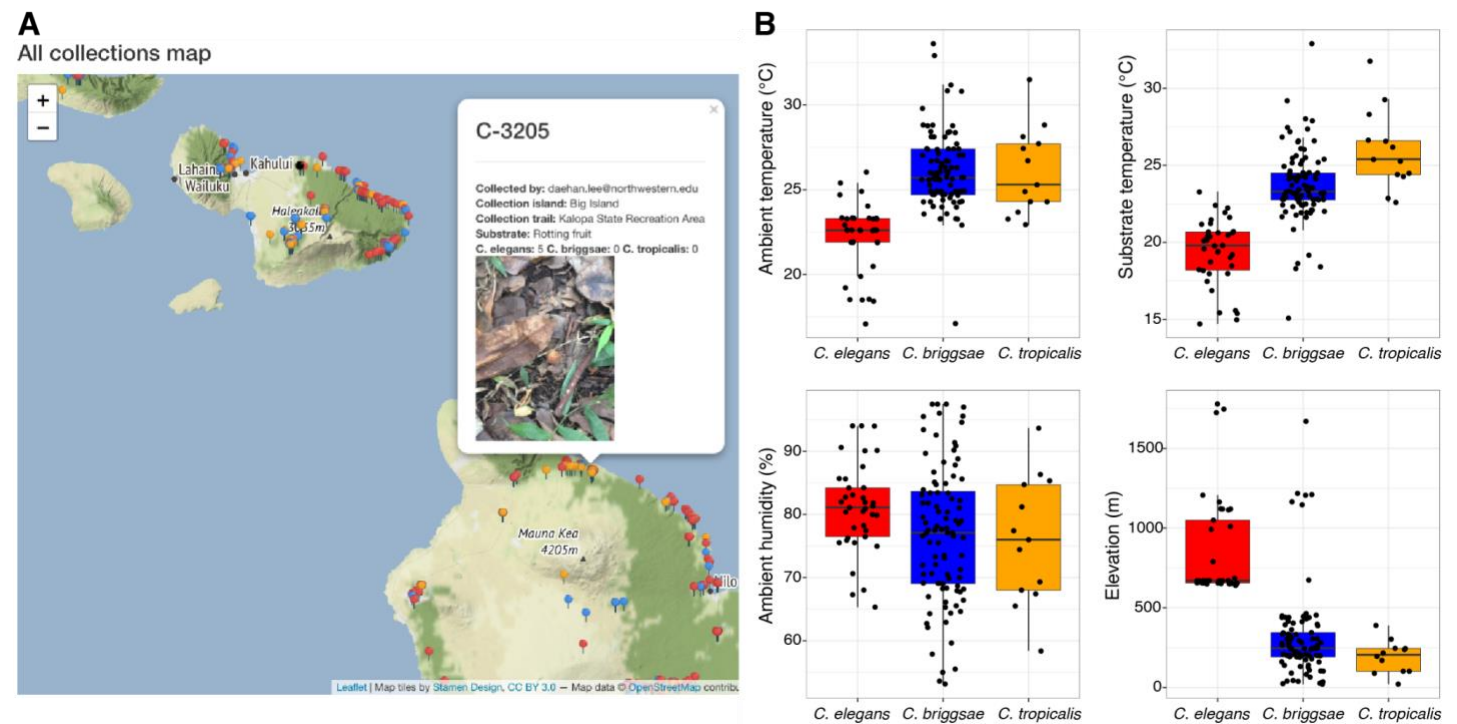 A
All collections map
+
−
Kahului
Lahain
Wailuku
Haleakal
3055m
×
C-3205
Collected by: daehan.lee@northwestern.edu
Collection island: Big Island
Collection trail: Kalopa State Recreation Area
Substrate: Rotting fruit
C. elegans: 5 C. briggsae: 0 C. tropicalis: 0
Mauna Kea
4205m
Hilo
Leaflet | Map tiles by Stamen Design, CC BY 3.0 — Map data © OpenStreetMap contribu
B
Ambient temperature (°C)
30
25
20
C. elegans C. briggsae C. tropicalis
Substrate temperature (°C)
30
25
20
15
C. elegans C. briggsae C. tropicalis
Ambient humidity (%)
90
80
70
60
C. elegans C. briggsae C. tropicalis
Elevation (m)
1500
1000
500
0
C. elegans C. briggsae C. tropicalis